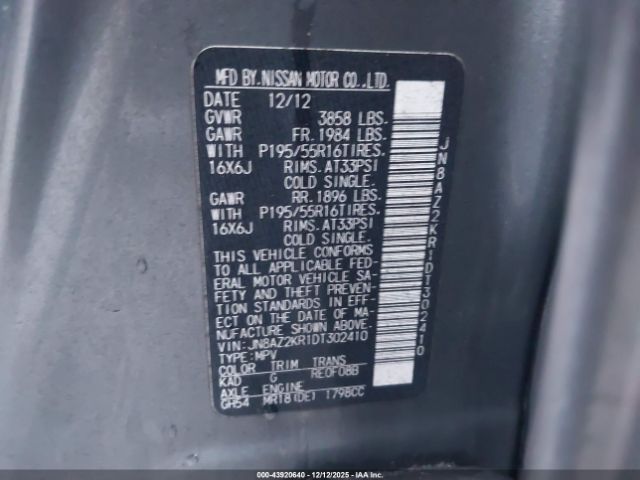 MFD BY.NISSAN MOTOR CO.,LTD.
DATE 12/12
GVWR 3858 LBS.
GAWR FR.1984 LBS.
WITH P195/55R16TIRES.
16X6J RIMS.AT33PSI
COLD SINGLE.
GAWR RR.1896 LBS.
WITH P195/55R16TIRES.
16X6J RIMS.AT33PSI
COLD SINGLE.
THIS VEHICLE CONFORMS
TO ALL APPLICABLE FED-
ERAL MOTOR VEHICLE SA-
FETY AND THEFT PREVEN-
TION STANDARDS IN EFF-
ECT ON THE DATE OF MA-
NUFACTURE SHOWN ABOVE.
VIN:JN8AZ2KR1DT302410
TYPE:MPV
COLOR TRIM TRANS
KAD G RE0F08B
AXLE ENGINE
GH54 MR18(DE) 1798CC
JN8AZ2KR1DT302410
000-43920640 - 12/12/2025 - IAAI.COM